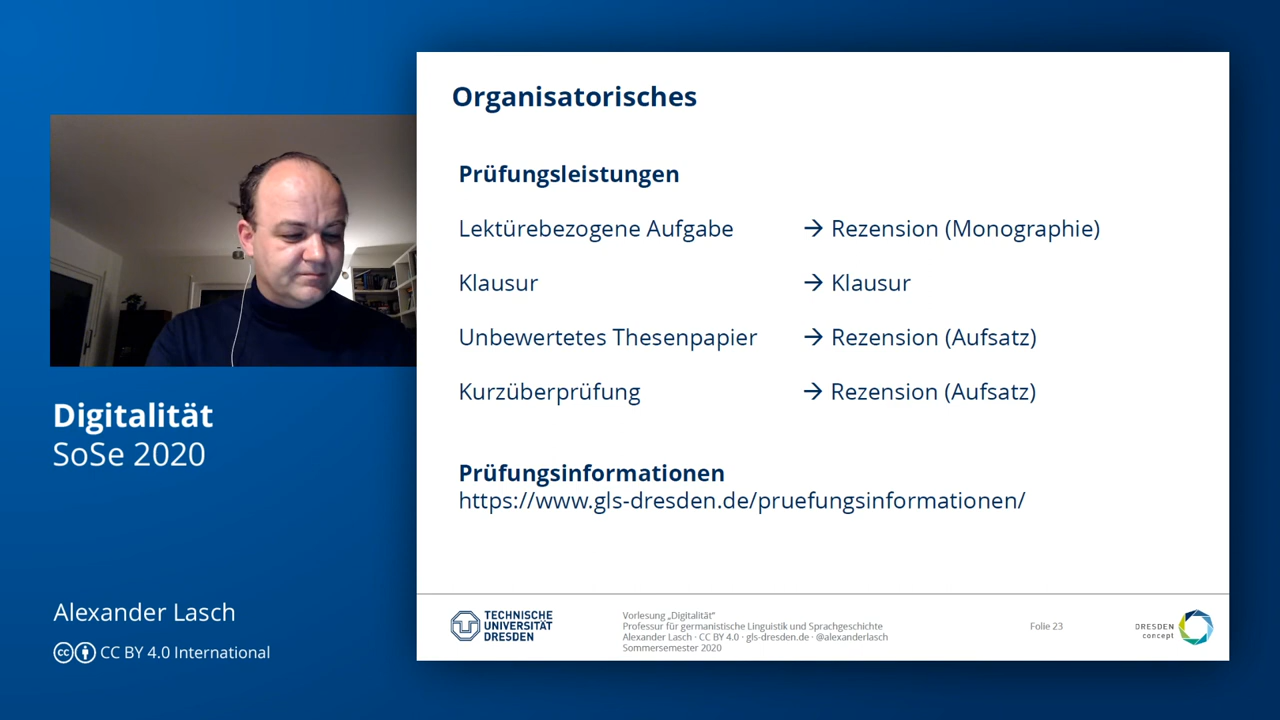 Organisatorisches
Prüfungsleistungen
Lektürebezogene Aufgabe → Rezension (Monographie)
Klausur → Klausur
Unbewertetes Thesenpapier → Rezension (Aufsatz)
Kurzüberprüfung → Rezension (Aufsatz)
Prüfungsinformationen
https://www.gls-dresden.de/pruefungsinformationen/
Digitalität
SoSe 2020
Alexander Lasch
CC BY 4.0 International
TECHNISCHE
UNIVERSITÄT
DRESDEN
Vorlesung „Digitalität“
Professur für germanistische Linguistik und Sprachgeschichte
Alexander Lasch · CC BY 4.0 · gls-dresden.de · @alexanderlasch
Sommersemester 2020
Folie 23
DRESDEN
concept